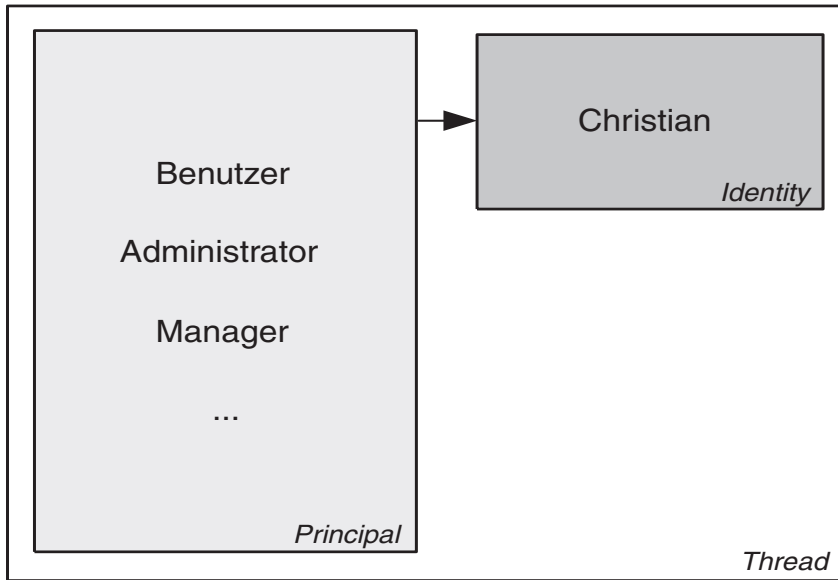 Benutzer
Administrator
Manager
...
Principal
Christian
Identity
Thread